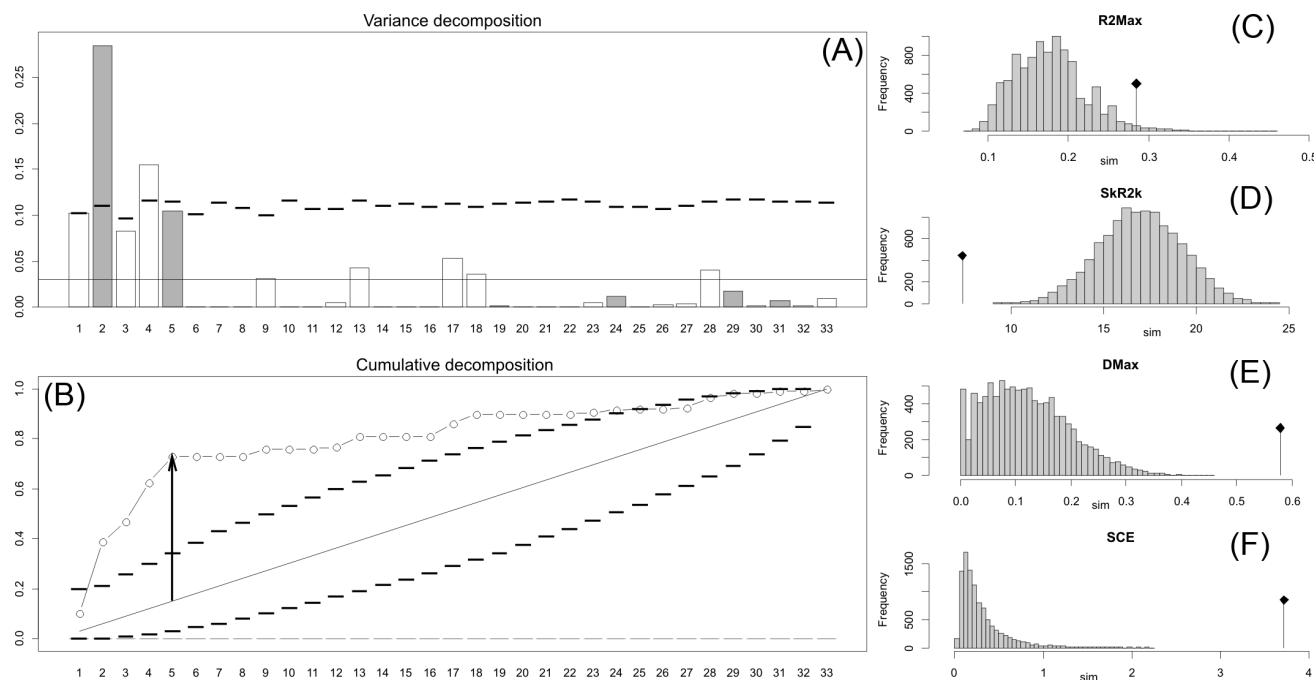 Variance decomposition
(A)
0.00 0.05 0.10 0.15 0.20 0.25
1 2 3 4 5 6 7 8 9 10 11 12 13 14 15 16 17 18 19 20 21 22 23 24 25 26 27 28 29 30 31 32 33
Cumulative decomposition
(B)
0.0 0.2 0.4 0.6 0.8 1.0
1 2 3 4 5 6 7 8 9 10 11 12 13 14 15 16 17 18 19 20 21 22 23 24 25 26 27 28 29 30 31 32 33
R2Max
(C)
Frequency
0 400 800
0.1 0.2 0.3 0.4 0.5
sim
SkR2k
(D)
Frequency
0 200 400 800
10 15 20 25
sim
DMax
(E)
Frequency
0 200 400
0.0 0.1 0.2 0.3 0.4 0.5 0.6
sim
SCE
(F)
Frequency
0 500 1500
0 1 2 3 4
sim